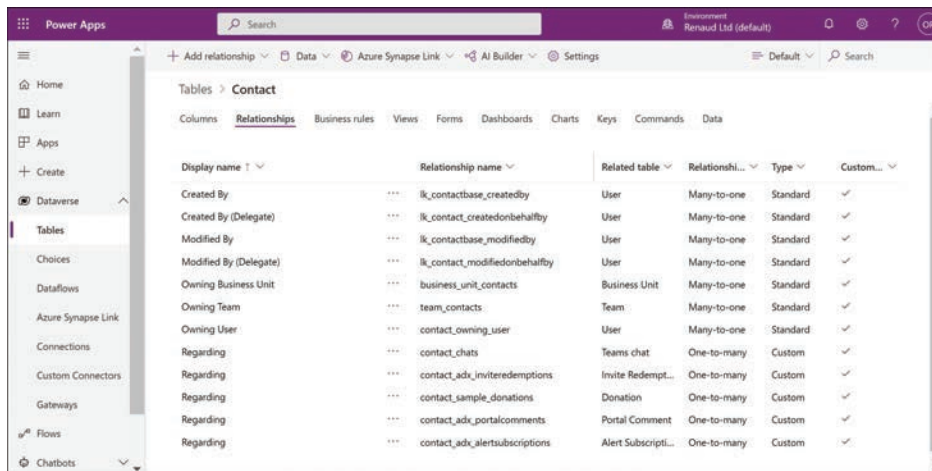 Power Apps
Search
Environment
Renaud Ltd (default)
?
+ Add relationship Data Azure Synapse Link AI Builder Settings Default Search
Home
Learn
Apps
+ Create
Dataverse
Tables
Choices
Dataflows
Azure Synapse Link
Connections
Custom Connectors
Gateways
Flows
Chatbots
Tables > Contact
Columns Relationships Business rules Views Forms Dashboards Charts Keys Commands Data
Display name ↑ Relationship name Related table Relationshi... Type Custom...
Created By ... lk_contactbase_createdby User Many-to-one Standard ✓
Created By (Delegate) ... lk_contact_createdonbehalfby User Many-to-one Standard ✓
Modified By ... lk_contactbase_modifiedby User Many-to-one Standard ✓
Modified By (Delegate) ... lk_contact_modifiedonbehalfby User Many-to-one Standard ✓
Owning Business Unit ... business_unit_contacts Business Unit Many-to-one Standard ✓
Owning Team ... team_contacts Team Many-to-one Standard ✓
Owning User ... contact_owning_user User Many-to-one Standard ✓
Regarding ... contact_chats Teams chat One-to-many Custom ✓
Regarding ... contact_adx_inviteredemptions Invite Redempt... One-to-many Custom ✓
Regarding ... contact_sample_donations Donation One-to-many Custom ✓
Regarding ... contact_adx_portalcomments Portal Comment One-to-many Custom ✓
Regarding ... contact_adx_alertsubscriptions Alert Subscripti... One-to-many Custom ✓